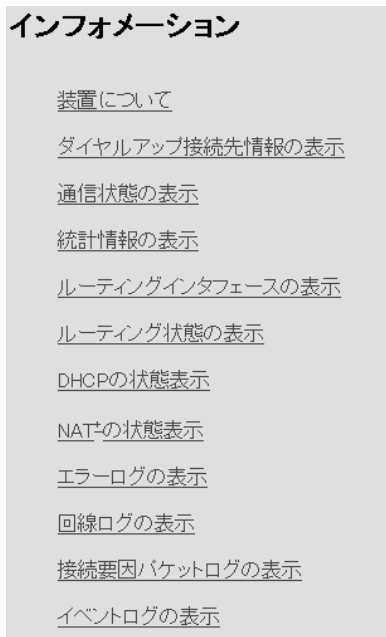 インフォメーション
装置について
ダイヤルアップ接続先情報の表示
通信状態の表示
統計情報の表示
ルーティングインタフェースの表示
ルーティング状態の表示
DHCPの状態表示
NAT⁺の状態表示
エラーログの表示
回線ログの表示
接続要因パケットログの表示
イベントログの表示